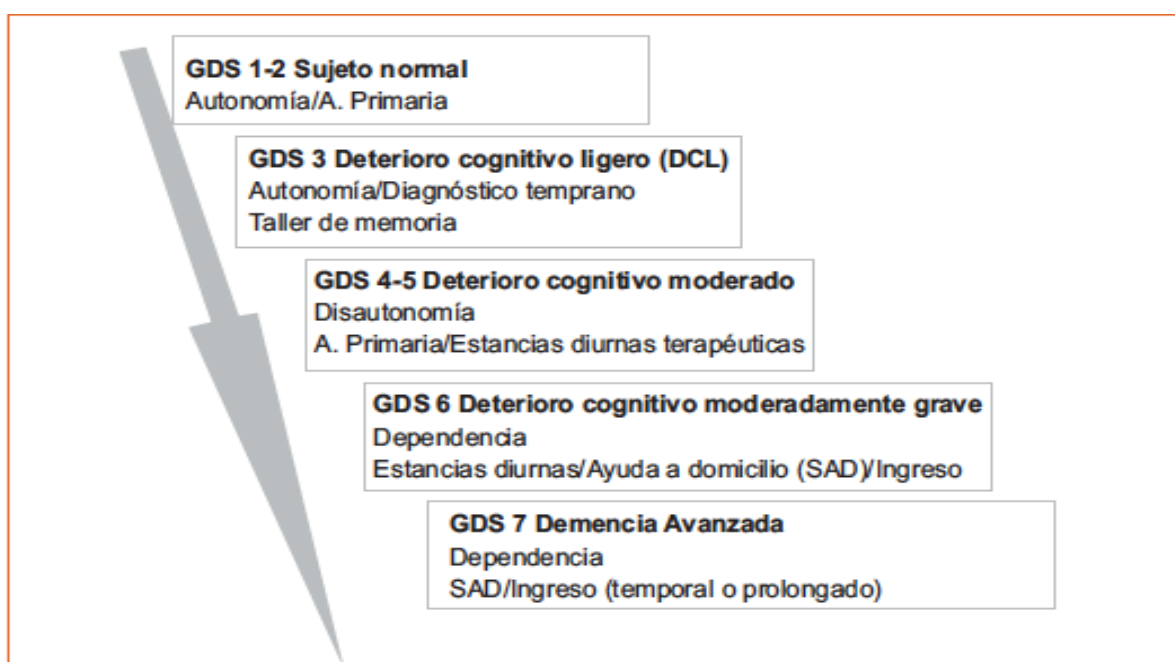 GDS 1-2 Sujeto normal
Autonomía/A. Primaria
GDS 3 Deterioro cognitivo ligero (DCL)
Autonomía/Diagnóstico temprano
Taller de memoria
GDS 4-5 Deterioro cognitivo moderado
Disautonomía
A. Primaria/Estancias diurnas terapéuticas
GDS 6 Deterioro cognitivo moderadamente grave
Dependencia
Estancias diurnas/Ayuda a domicilio (SAD)/Ingreso
GDS 7 Demencia Avanzada
Dependencia
SAD/Ingreso (temporal o prolongado)